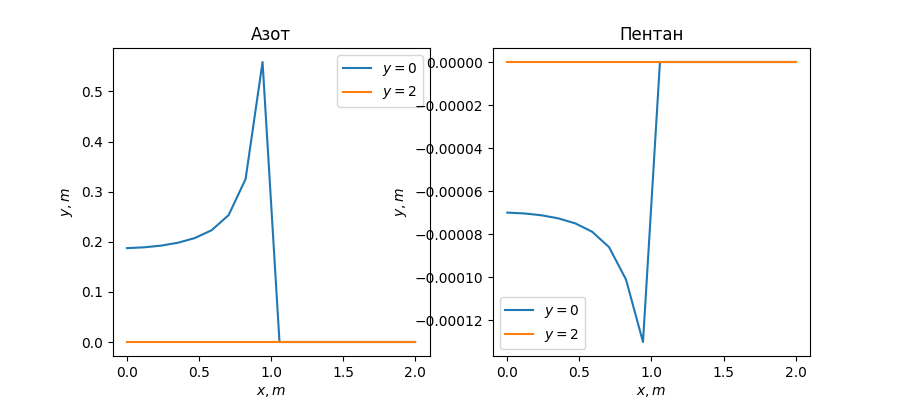 Азот
y, m
0.5
0.4
0.3
0.2
0.1
0.0
y = 0
y = 2
0.0 0.5 1.0 1.5 2.0
x, m
Пентан
y, m
0.00000
−0.00002
−0.00004
−0.00006
−0.00008
−0.00010
−0.00012
y = 0
y = 2
0.0 0.5 1.0 1.5 2.0
x, m